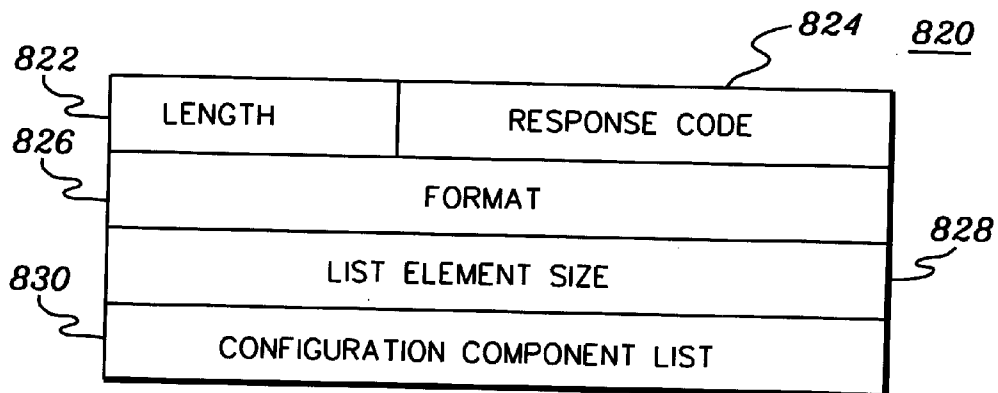 824
820
822
LENGTH
RESPONSE CODE
826
FORMAT
828
LIST ELEMENT SIZE
830
CONFIGURATION COMPONENT LIST